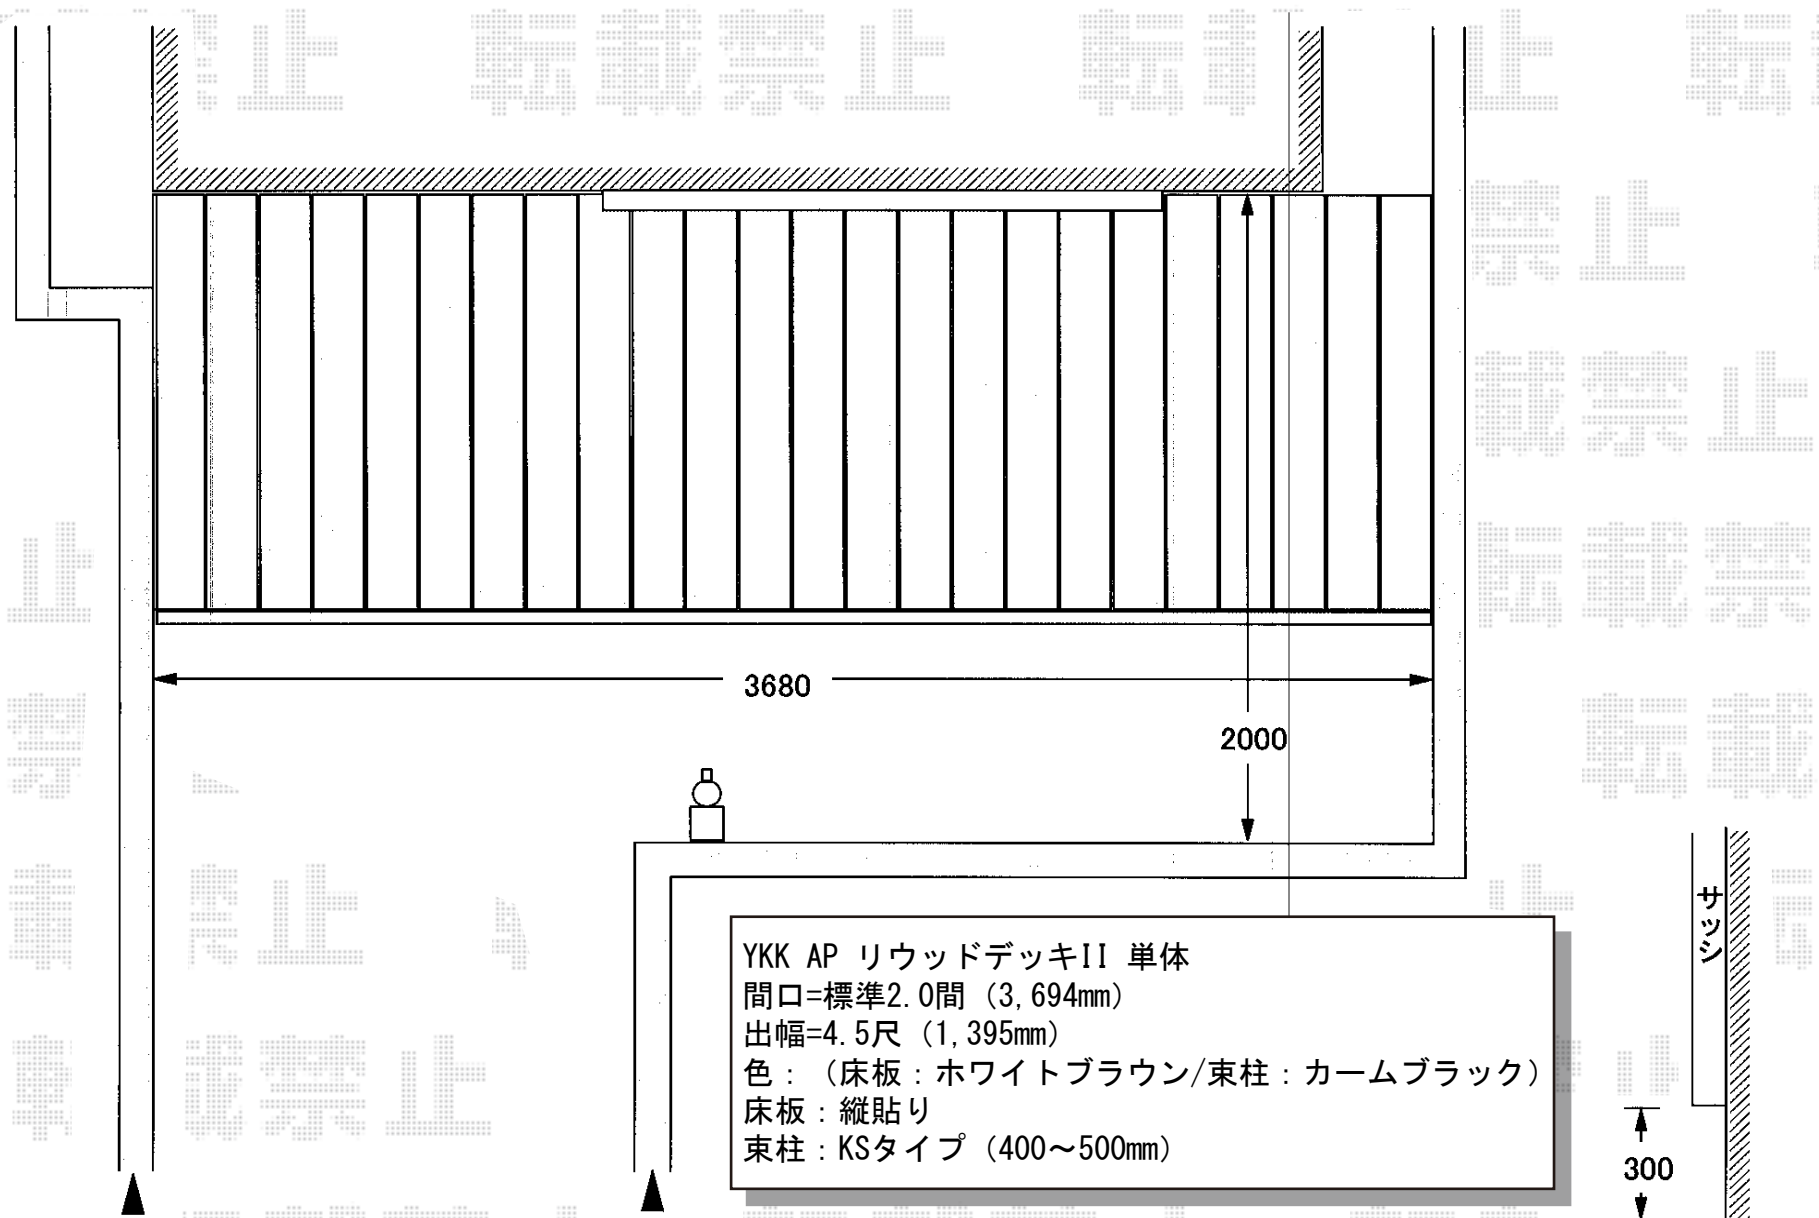 転載禁止
3680
2000
サッシ
300
YKK AP リウッドデッキII 単体
間口=標準2.0間（3,694mm）
出幅=4.5尺（1,395mm）
色：（床板：ホワイトブラウン/束柱：カームブラック）
床板：縦貼り
束柱：KSタイプ（400～500mm）